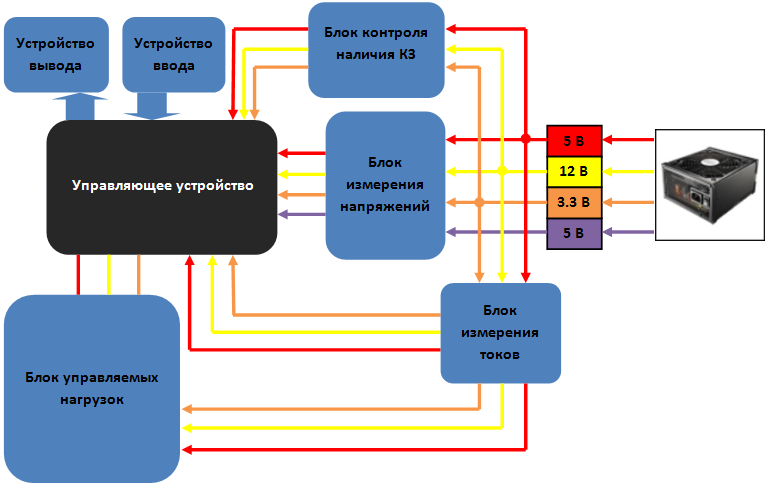 Устройство
вывода
Устройство
ввода
Блок контроля
наличия КЗ
Управляющее устройство
Блок
измерения
напряжений
5 В
12 В
3.3 В
5 В
Блок
измерения
токов
Блок управляемых
нагрузок